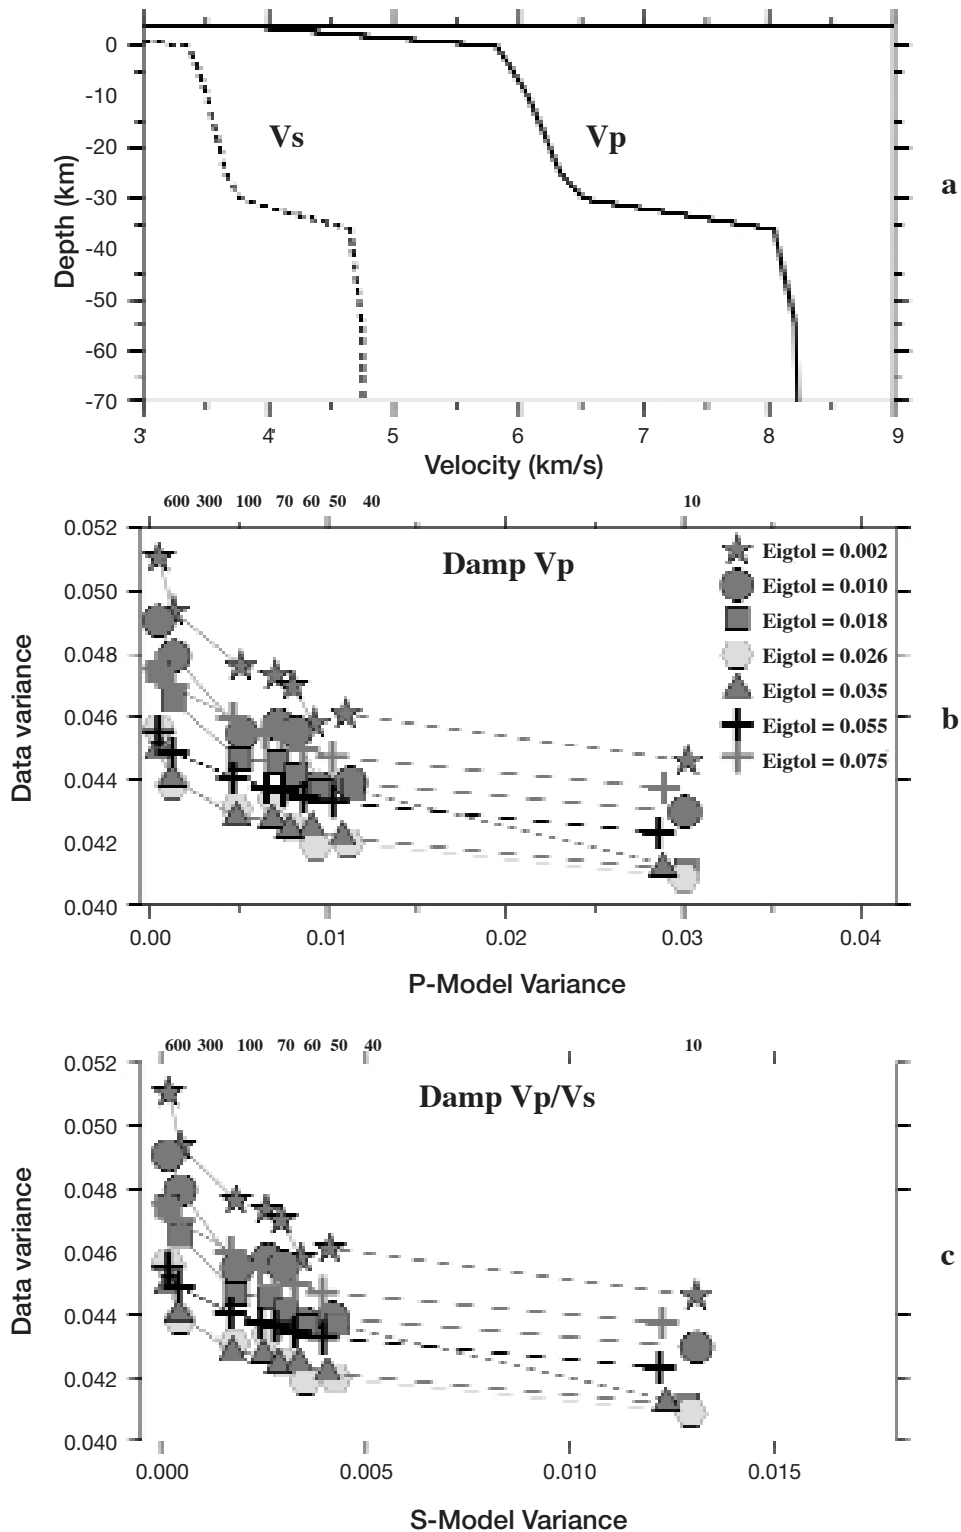 0
-10
-20
-30
-40
-50
-60
-70
Depth (km)
Vs
Vp
a
3
4
5
6
7
8
9
Velocity (km/s)
600 300 100 70 60 50 40 10
0.052
0.050
0.048
0.046
0.044
0.042
0.040
Data variance
Damp Vp
Eigtol = 0.002
Eigtol = 0.010
Eigtol = 0.018
Eigtol = 0.026
Eigtol = 0.035
Eigtol = 0.055
Eigtol = 0.075
b
0.00 0.01 0.02 0.03 0.04
P-Model Variance
600 300 100 70 60 50 40 10
0.052
0.050
0.048
0.046
0.044
0.042
0.040
Data variance
Damp Vp/Vs
c
0.000 0.005 0.010 0.015
S-Model Variance